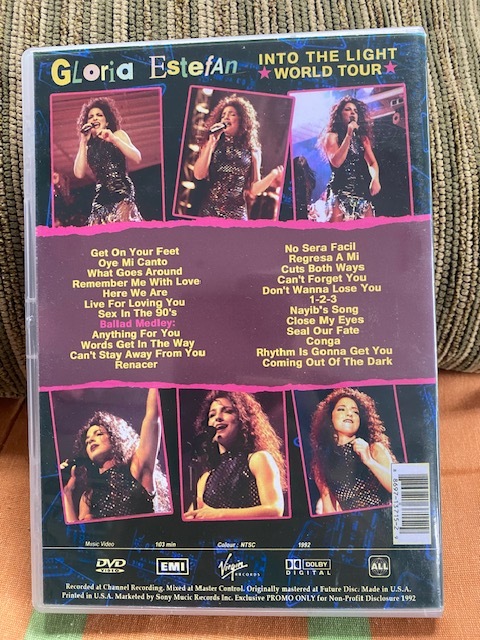 Gloria Estefan
INTO THE LIGHT
★WORLD TOUR★
Get On Your Feet
Oye Mi Canto
What Goes Around
Remember Me With Love
Here We Are
Live For Loving You
Sex In The 90's
Ballad Medley:
Anything For You
Words Get In The Way
Can't Stay Away From You
Renacer
No Sera Facil
Regresa A Mi
Cuts Both Ways
Can't Forget You
Don't Wanna Lose You
1-2-3
Nayib's Song
Close My Eyes
Seal Our Fate
Conga
Rhythm Is Gonna Get You
Coming Out Of The Dark
Music Video 103 min Colour: NTSC 1992
DVD VIDEO EMI Virgin RECORDS DOLBY DIGITAL ALL
Recorded at Channel Recording. Mixed at Master Control. Originally mastered at Future Disc. Made in U.S.A.
Printed in U.S.A. Marketed by Sony Mucic Records Inc. Exclusive PROMO ONLY for Non-Profit Disclosure 1992